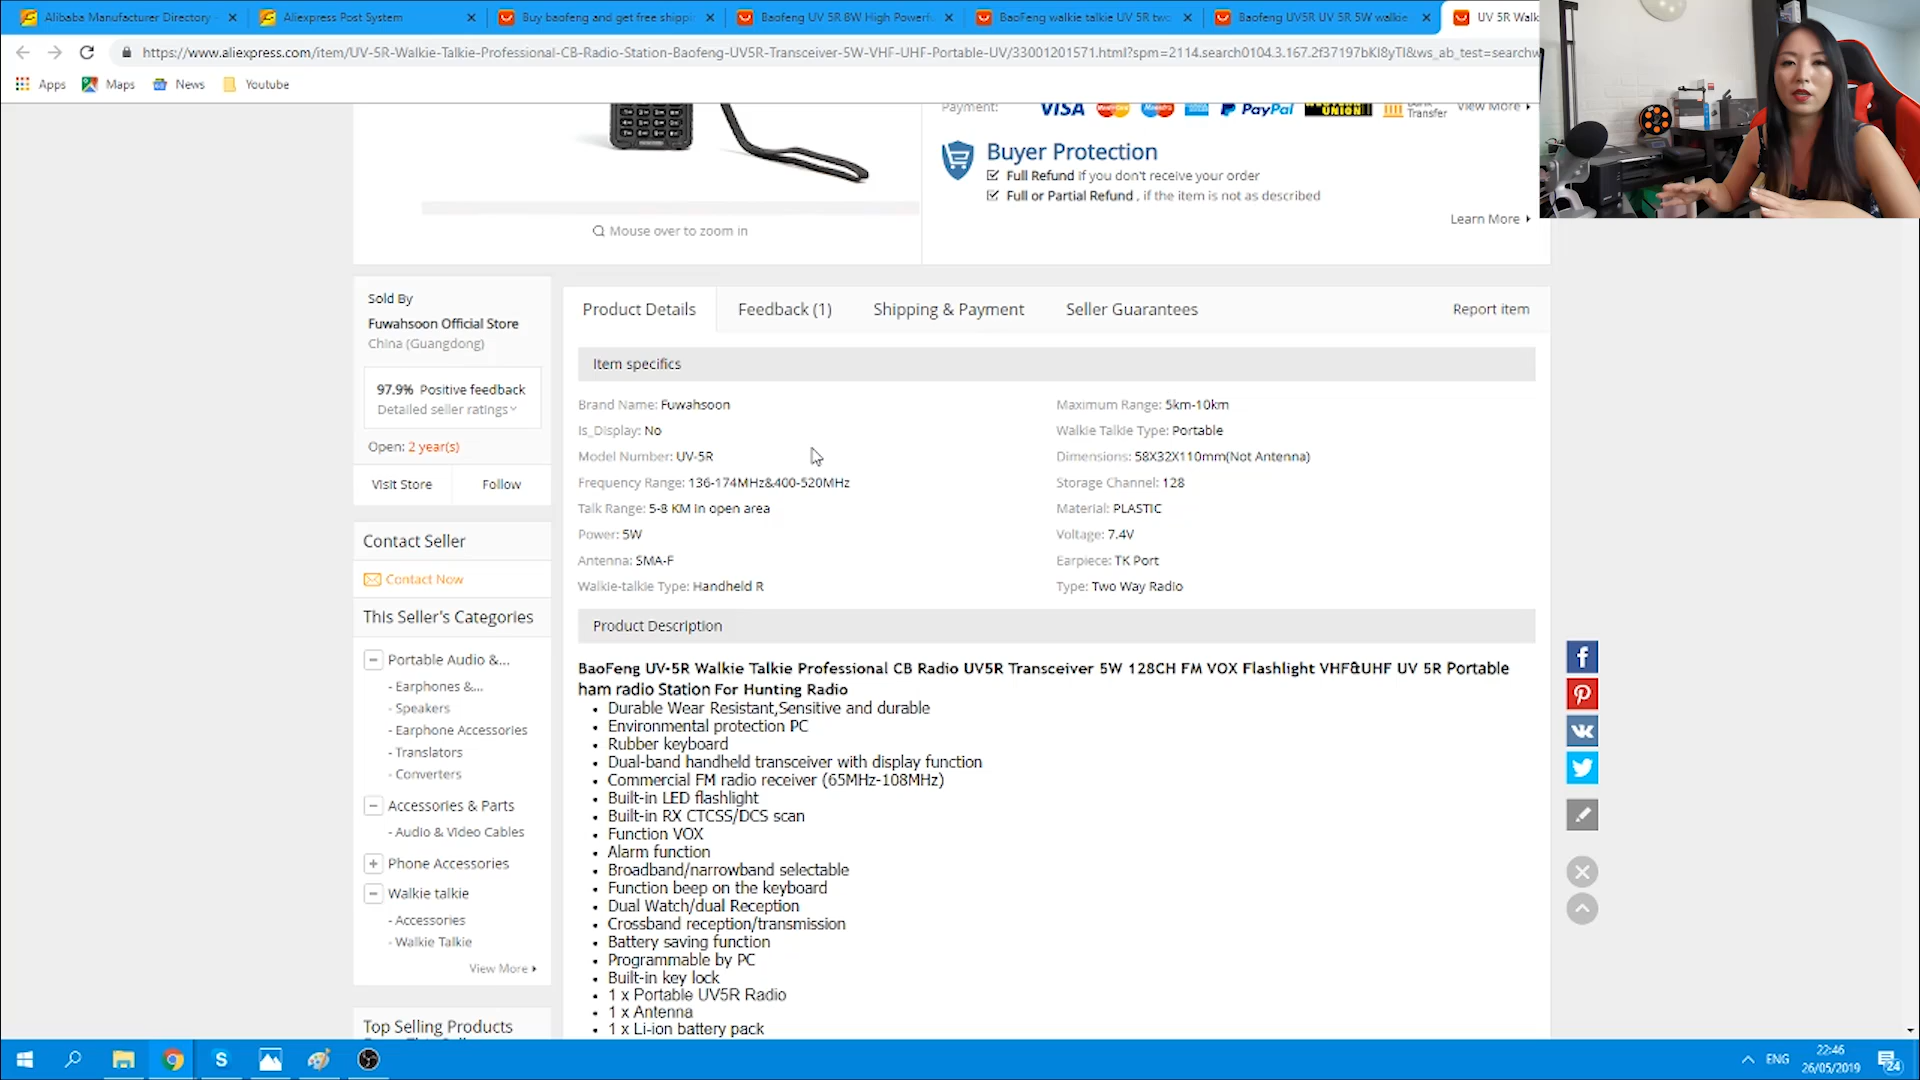 Alibaba Manufacturer Directory
Aliexpress Post System
Buy baofeng and get free shippi
Baofeng UV 5R 8W High Powerf
BaoFeng walkie talkie UV 5R two
Baofeng UV5R UV 5R 5W walkie
UV 5R Walk
https://www.aliexpress.com/item/UV-5R-Walkie-Talkie-Professional-CB-Radio-Station-Baofeng-UV5R-Transceiver-5W-VHF-UHF-Portable-UV/33001201571.html?spm=2114.search0104.3.167.2f37197bKI8yTI&ws_ab_test=searchw
Apps
Maps
News
Youtube
Payment:
VISA
PayPal
UNION
Transfer
View More
Buyer Protection
Full Refund if you don't receive your order
Full or Partial Refund , if the item is not as described
Learn More
Mouse over to zoom in
Sold By
Fuwahsoon Official Store
China (Guangdong)
97.9% Positive feedback
Detailed seller ratings
Open: 2 year(s)
Visit Store
Follow
Contact Seller
Contact Now
This Seller's Categories
Portable Audio &...
- Earphones &...
- Speakers
- Earphone Accessories
- Translators
- Converters
Accessories & Parts
- Audio & Video Cables
Phone Accessories
Walkie talkie
- Accessories
- Walkie Talkie
View More
Top Selling Products
Product Details
Feedback (1)
Shipping & Payment
Seller Guarantees
Report item
Item specifics
Brand Name: Fuwahsoon
Maximum Range: 5km-10km
Is_Display: No
Walkie Talkie Type: Portable
Model Number: UV-5R
Dimensions: 58X32X110mm(Not Antenna)
Frequency Range: 136-174MHz&400-520MHz
Storage Channel: 128
Talk Range: 5-8 KM in open area
Material: PLASTIC
Power: 5W
Voltage: 7.4V
Antenna: SMA-F
Earpiece: TK Port
Walkie-talkie Type: Handheld R
Type: Two Way Radio
Product Description
BaoFeng UV-5R Walkie Talkie Professional CB Radio UV5R Transceiver 5W 128CH FM VOX Flashlight VHF&UHF UV 5R Portable
ham radio Station For Hunting Radio
Durable Wear Resistant,Sensitive and durable
Environmental protection PC
Rubber keyboard
Dual-band handheld transceiver with display function
Commercial FM radio receiver (65MHz-108MHz)
Built-in LED flashlight
Built-in RX CTCSS/DCS scan
Function VOX
Alarm function
Broadband/narrowband selectable
Function beep on the keyboard
Dual Watch/dual Reception
Crossband reception/transmission
Battery saving function
Programmable by PC
Built-in key lock
1 x Portable UV5R Radio
1 x Antenna
1 x Li-ion battery pack
ENG
22:46
26/05/2019
24